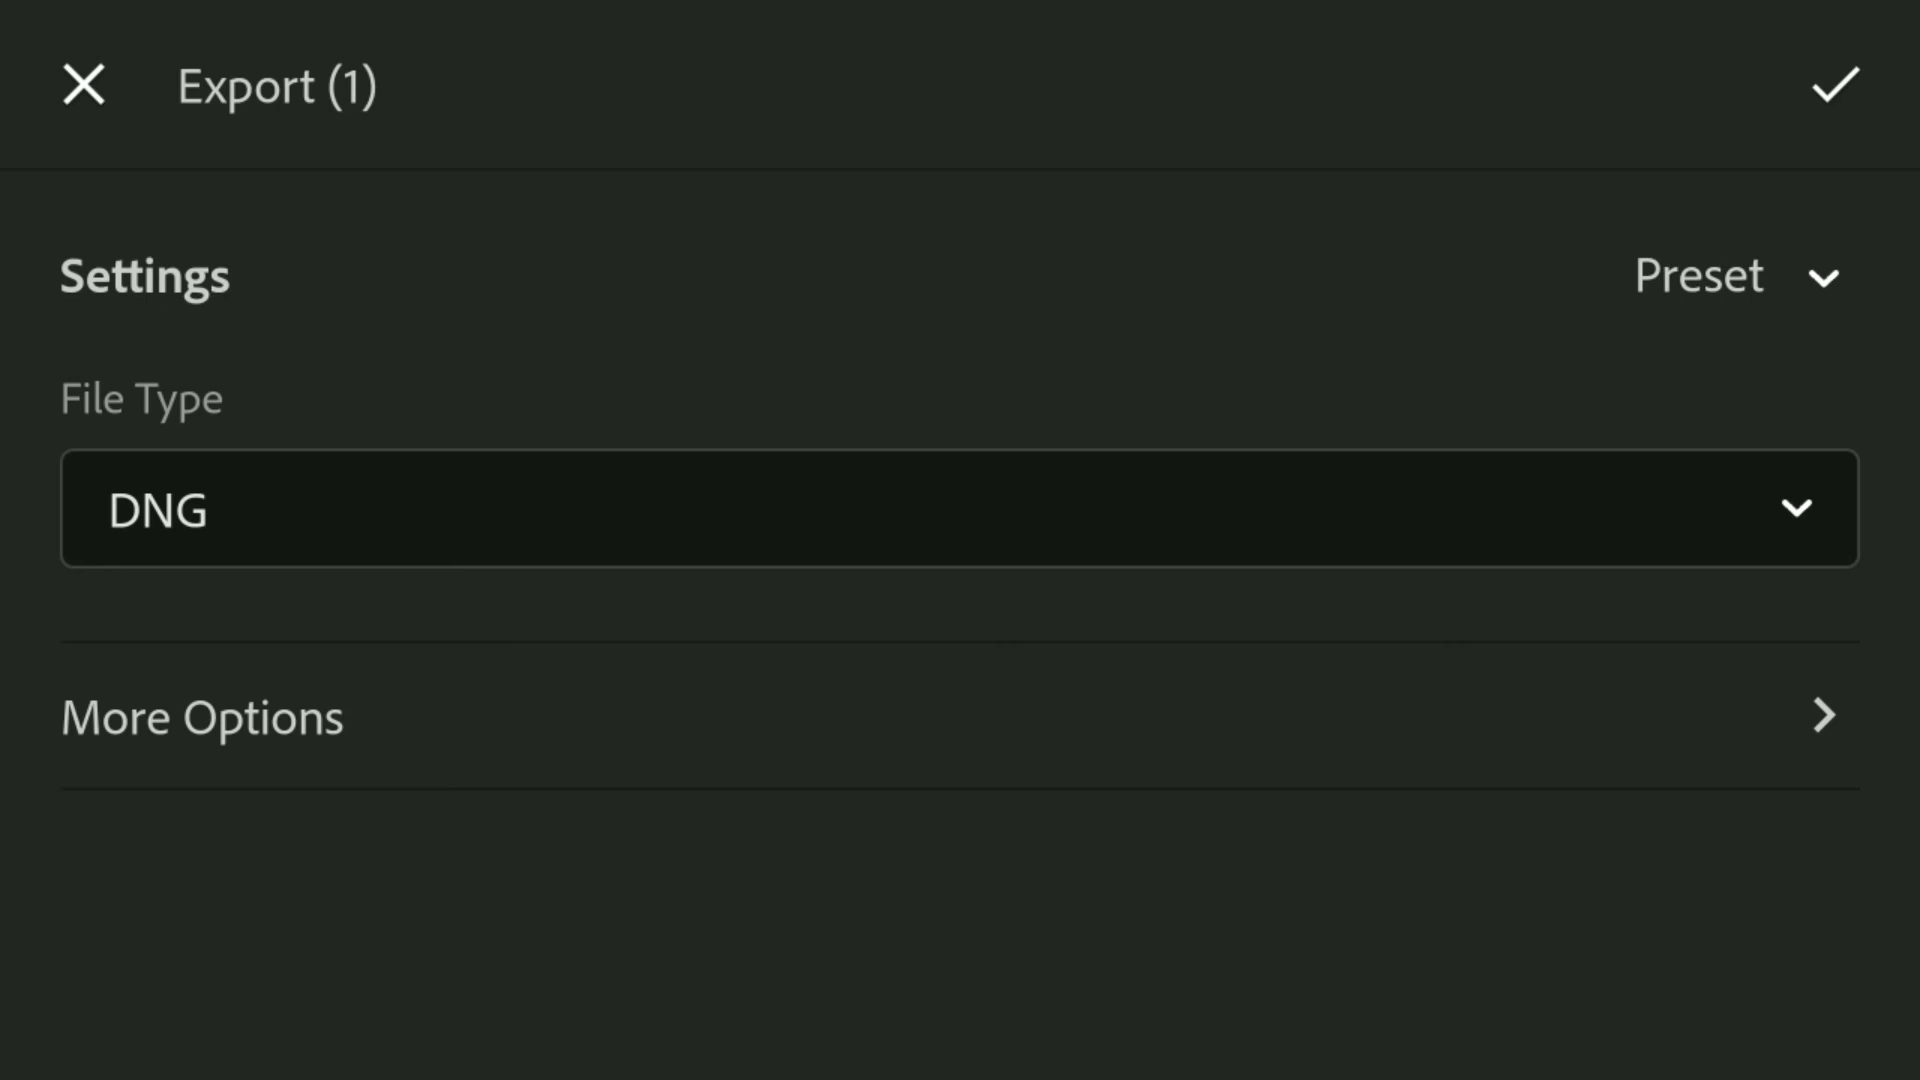 Export (1)
Settings
Preset
File Type
DNG
More Options